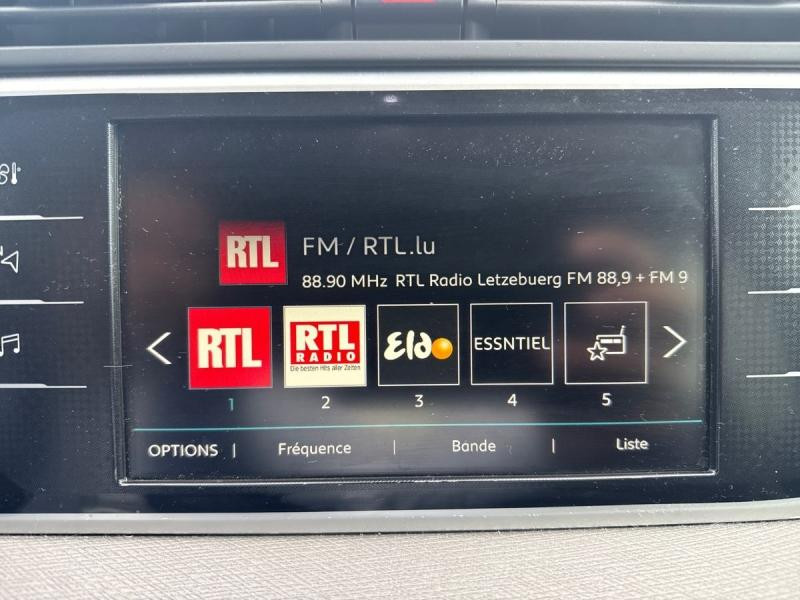 RTL
FM / RTL.lu
88.90 MHz RTL Radio Letzebuerg FM 88,9 + FM 9
RTL
RTL
RADIO
Die besten Hits aller Zeiten
Eldo
ESSNTIEL
1 2 3 4 5
OPTIONS | Fréquence | Bande | Liste